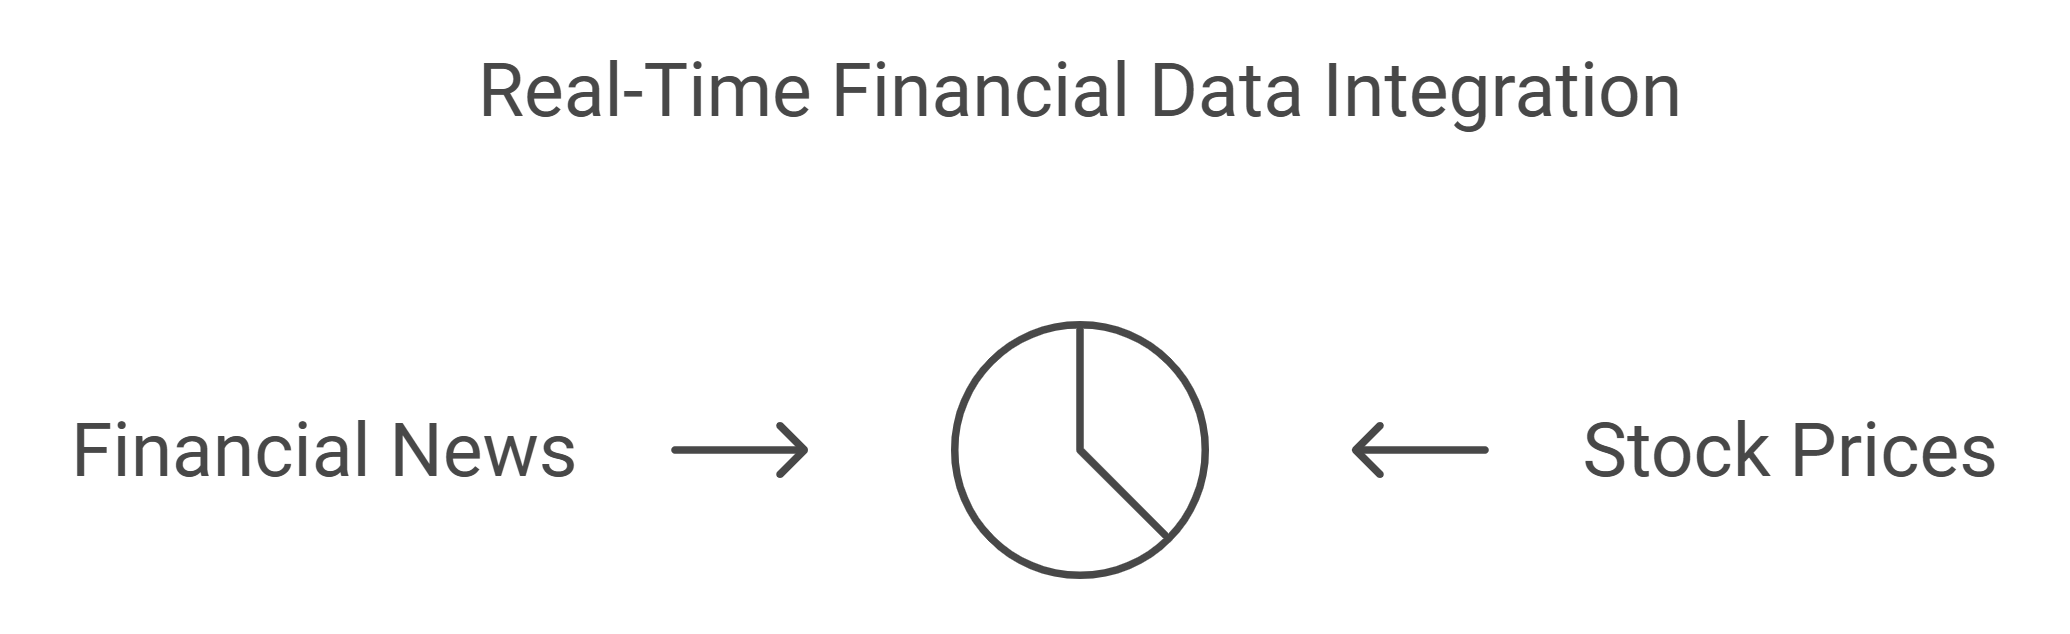 Real-Time Financial Data Integration
Financial News
Stock Prices